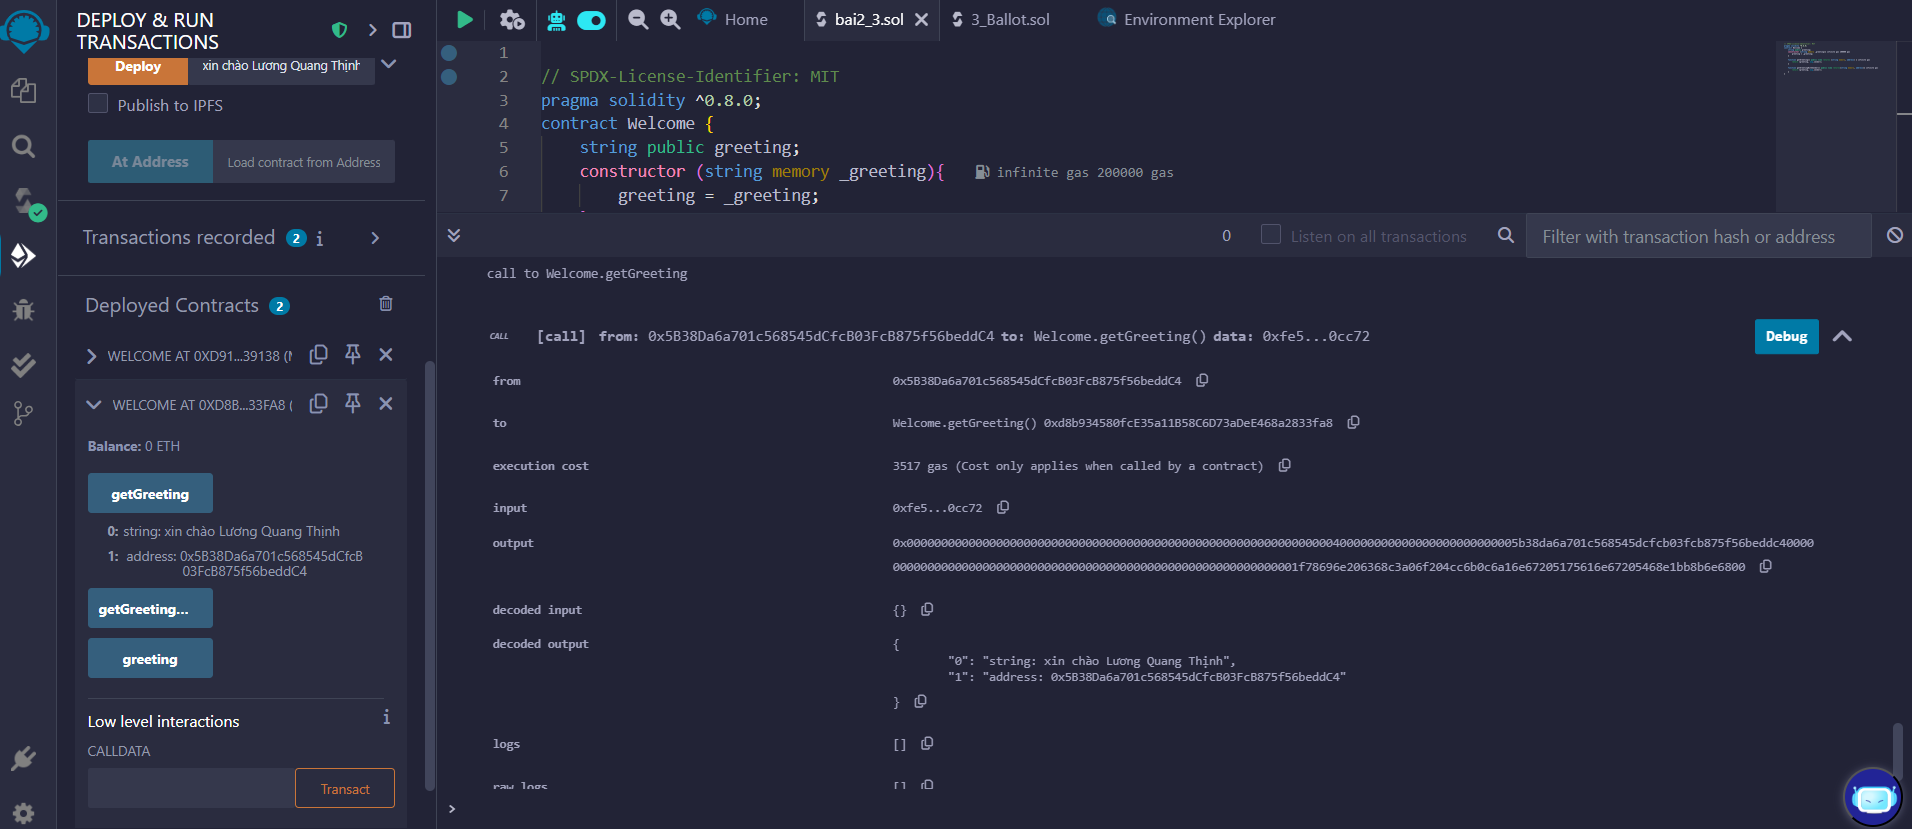 DEPLOY & RUN
TRANSACTIONS
Deploy
xin chào Lương Quang Thịnh
Publish to IPFS
At Address
Load contract from Address
Transactions recorded 2 i
Deployed Contracts 2
WELCOME AT 0XD91...39138 (
WELCOME AT 0XD8B...33FA8 (
Balance: 0 ETH
getGreeting
0: string: xin chào Lương Quang Thịnh
1: address: 0x5B38Da6a701c568545dCfcB
03FcB875f56beddC4
getGreeting...
greeting
Low level interactions
i
CALLDATA
Transact
Home
bai2_3.sol
3_Ballot.sol
Environment Explorer
1
2 // SPDX-License-Identifier: MIT
3 pragma solidity ^0.8.0;
4 contract Welcome {
5 string public greeting;
6 constructor (string memory _greeting){ infinite gas 200000 gas
7 greeting = _greeting;
0
Listen on all transactions
Filter with transaction hash or address
call to Welcome.getGreeting
CALL [call] from: 0x5B38Da6a701c568545dCfcB03FcB875f56beddC4 to: Welcome.getGreeting() data: 0xfe5...0cc72
Debug
from 0x5B38Da6a701c568545dCfcB03FcB875f56beddC4
to Welcome.getGreeting() 0xd8b934580fcE35a11B58C6D73aDeE468a2833fa8
execution cost 3517 gas (Cost only applies when called by a contract)
input 0xfe5...0cc72
output 0x00000000000000000000000000000000000000000000000000000000000000400000000000000000000000005b38da6a701c568545dcfcb03fcb875f56beddc40000
00000000000000000000000000000000000000000000000000000000001f78696e206368c3a06f204cc6b0c6a16e67205175616e67205468e1bb8b6e6800
decoded input {}
decoded output {
"0": "string: xin chào Lương Quang Thịnh",
"1": "address: 0x5B38Da6a701c568545dCfcB03FcB875f56beddC4"
}
logs []
raw logs []
>